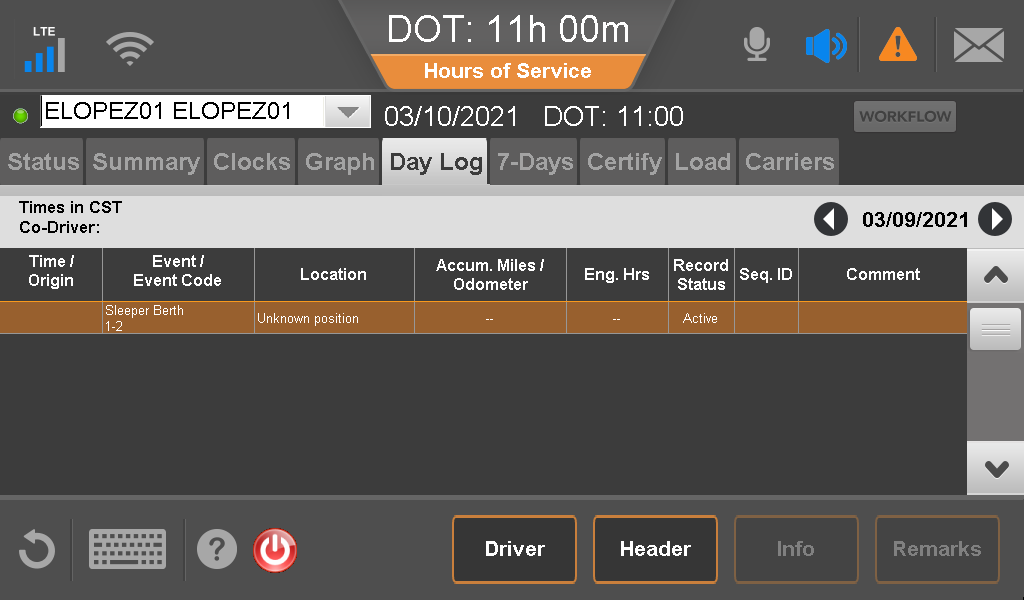 LTE
DOT: 11h 00m
Hours of Service
ELOPEZ01 ELOPEZ01
03/10/2021 DOT: 11:00
WORKFLOW
Status Summary Clocks Graph Day Log 7-Days Certify Load Carriers
Times in CST
Co-Driver:
03/09/2021
Time /
Origin
Event /
Event Code
Location
Accum. Miles /
Odometer
Eng. Hrs
Record
Status
Seq. ID
Comment
Sleeper Berth
1-2
Unknown position
--
--
Active
?
Driver
Header
Info
Remarks